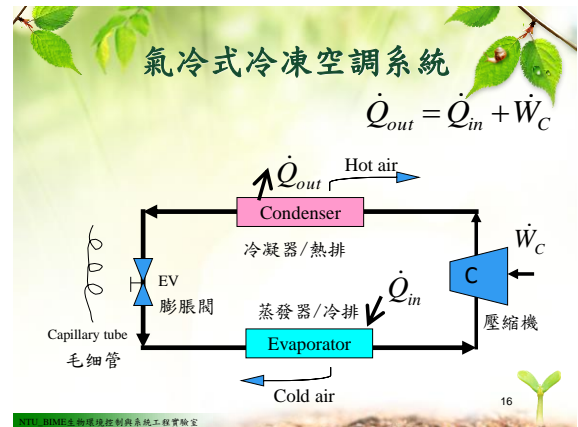 氣冷式冷凍空調系統
Q̇out = Q̇in + ẆC
Q̇out
Hot air
Condenser
冷凝器/熱排
ẆC
C
壓縮機
EV
膨脹閥
Capillary tube
毛细管
蒸發器/冷排
Q̇in
Evaporator
Cold air
16
NTU_BIME生物環境控制與系統工程實驗室